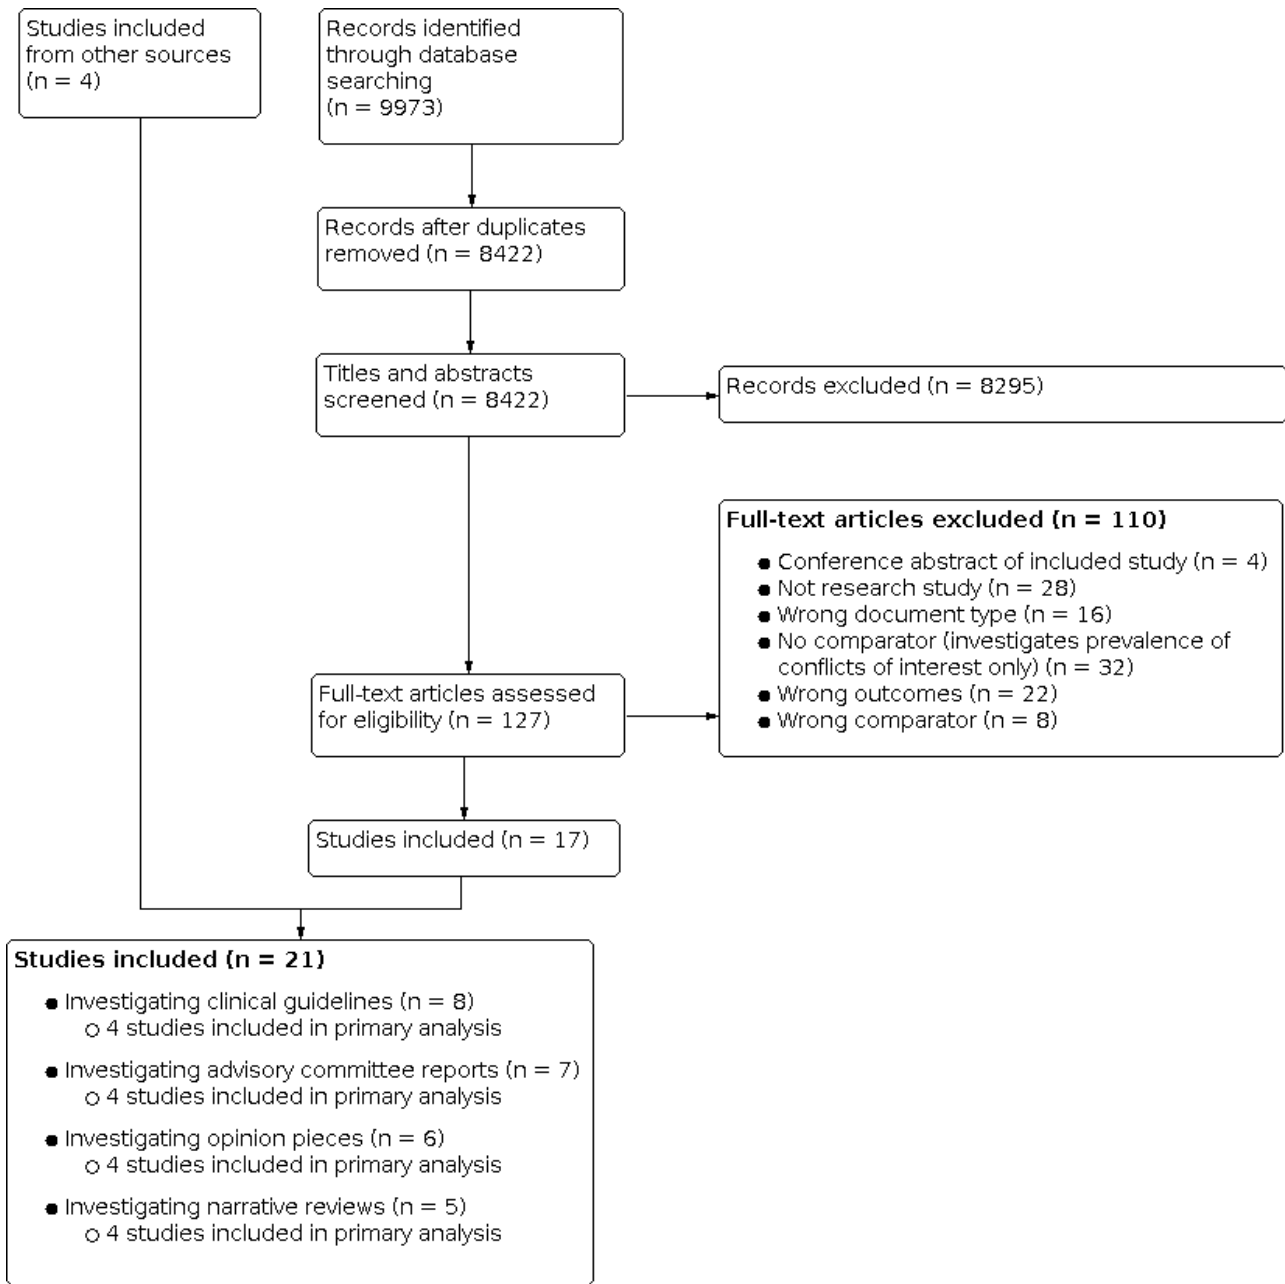 Studies included
from other sources
(n = 4)
Records identified
through database
searching
(n = 9973)
Records after duplicates
removed (n = 8422)
Titles and abstracts
screened (n = 8422)
Records excluded (n = 8295)
Full-text articles assessed
for eligibility (n = 127)
Full-text articles excluded (n = 110)
● Conference abstract of included study (n = 4)
● Not research study (n = 28)
● Wrong document type (n = 16)
● No comparator (investigates prevalence of
conflicts of interest only) (n = 32)
● Wrong outcomes (n = 22)
● Wrong comparator (n = 8)
Studies included (n = 17)
Studies included (n = 21)
● Investigating clinical guidelines (n = 8)
○ 4 studies included in primary analysis
● Investigating advisory committee reports (n = 7)
○ 4 studies included in primary analysis
● Investigating opinion pieces (n = 6)
○ 4 studies included in primary analysis
● Investigating narrative reviews (n = 5)
○ 4 studies included in primary analysis